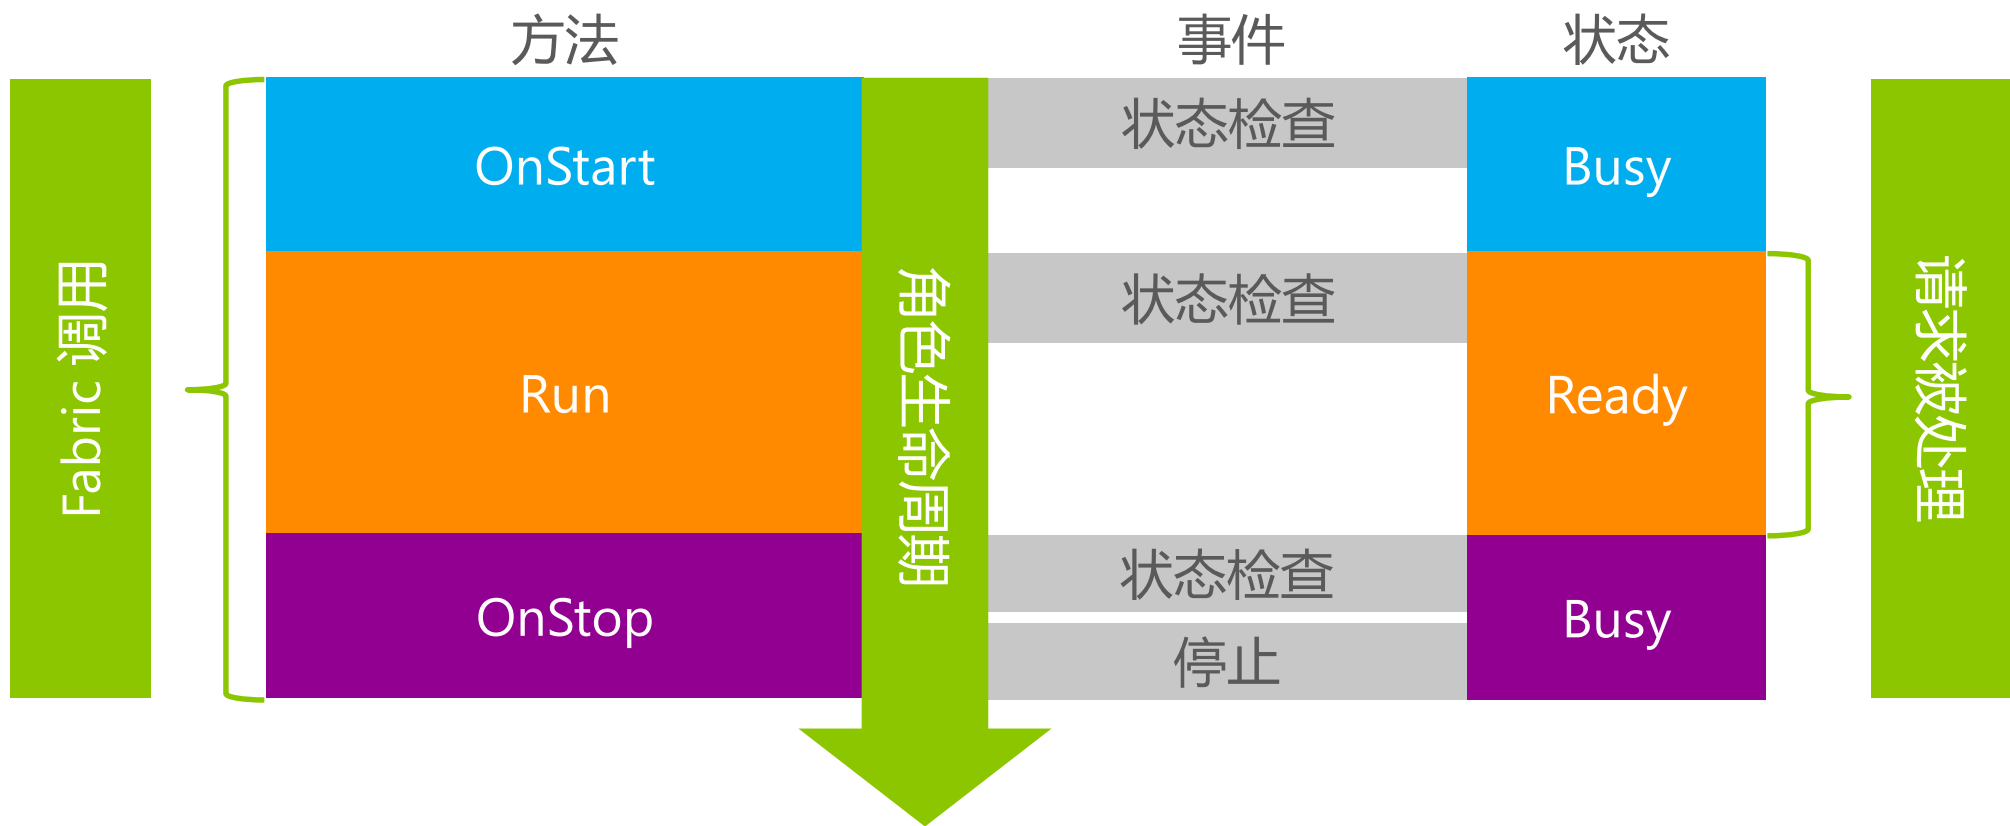 方法
事件
状态
Fabric 调用
OnStart
角色生命周期
状态检查
Busy
请求被处理
Run
状态检查
Ready
OnStop
状态检查
Busy
停止